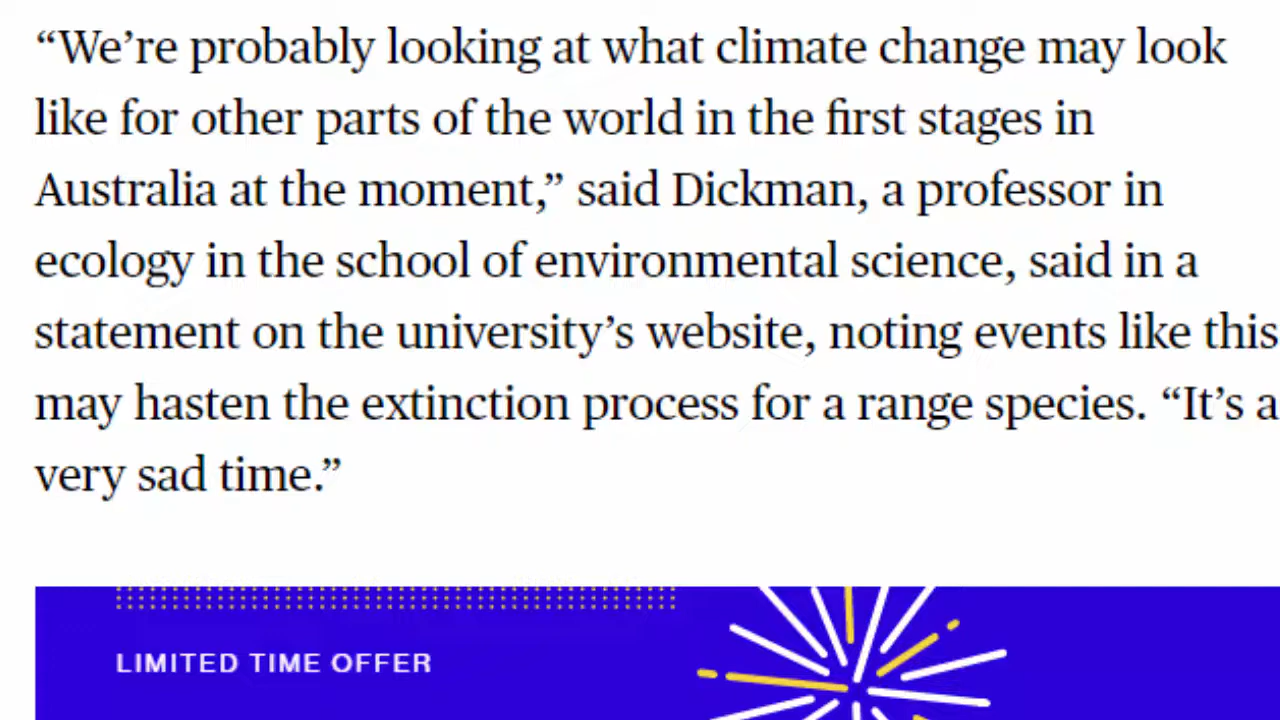 “We’re probably looking at what climate change may look
like for other parts of the world in the first stages in
Australia at the moment,” said Dickman, a professor in
ecology in the school of environmental science, said in a
statement on the university’s website, noting events like this
may hasten the extinction process for a range species. “It’s a
very sad time.”
LIMITED TIME OFFER